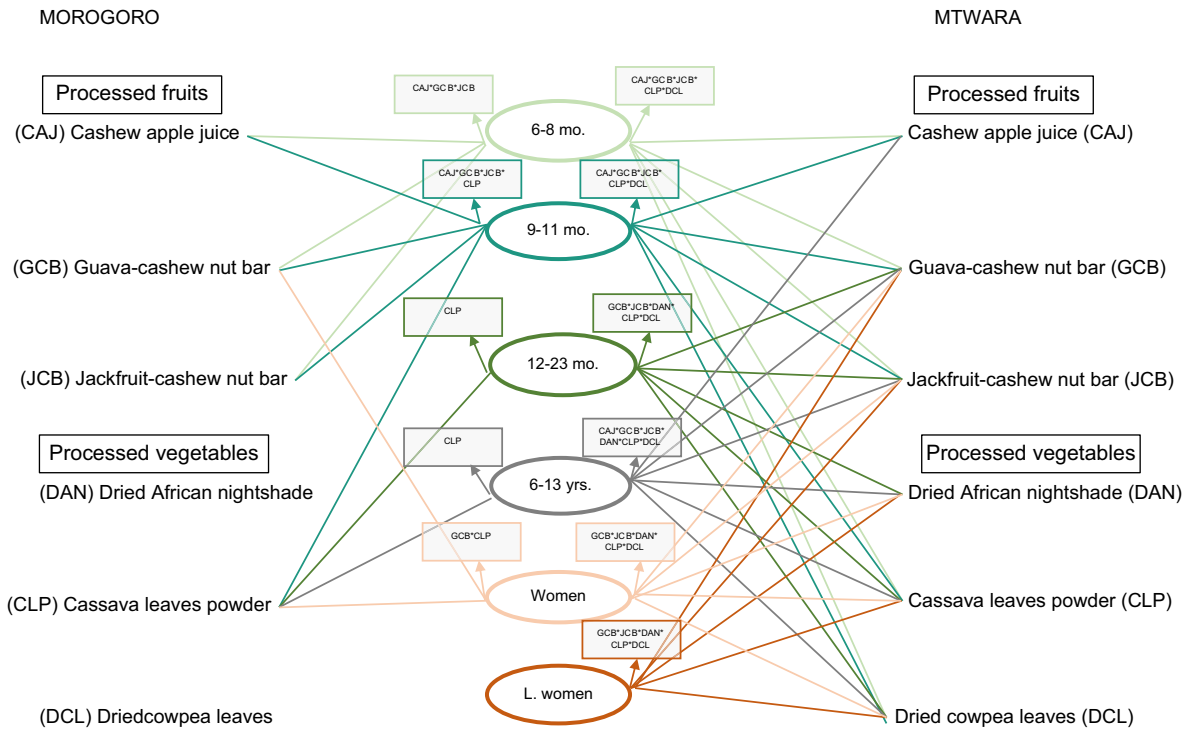 MOROGORO
MTWARA
Processed fruits
Processed fruits
CAJ*GCB*JCB
CAJ*GCB*JCB*
CLP*DCL
(CAJ) Cashew apple juice
6-8 mo.
Cashew apple juice (CAJ)
CAJ*GCB*JCB*
CLP
CAJ*GCB*JCB*
CLP*DCL
9-11 mo.
(GCB) Guava-cashew nut bar
Guava-cashew nut bar (GCB)
CLP
GCB*JCB*DAN*
CLP*DCL
12-23 mo.
(JCB) Jackfruit-cashew nut bar
Jackfruit-cashew nut bar (JCB)
CLP
CAJ*GCB*JCB*
DAN*CLP*DCL
Processed vegetables
Processed vegetables
6-13 yrs.
(DAN) Dried African nightshade
Dried African nightshade (DAN)
GCB*CLP
GCB*JCB*DAN*
CLP*DCL
(CLP) Cassava leaves powder
Women
Cassava leaves powder (CLP)
GCB*JCB*DAN*
CLP*DCL
L. women
(DCL) Driedcowpea leaves
Dried cowpea leaves (DCL)